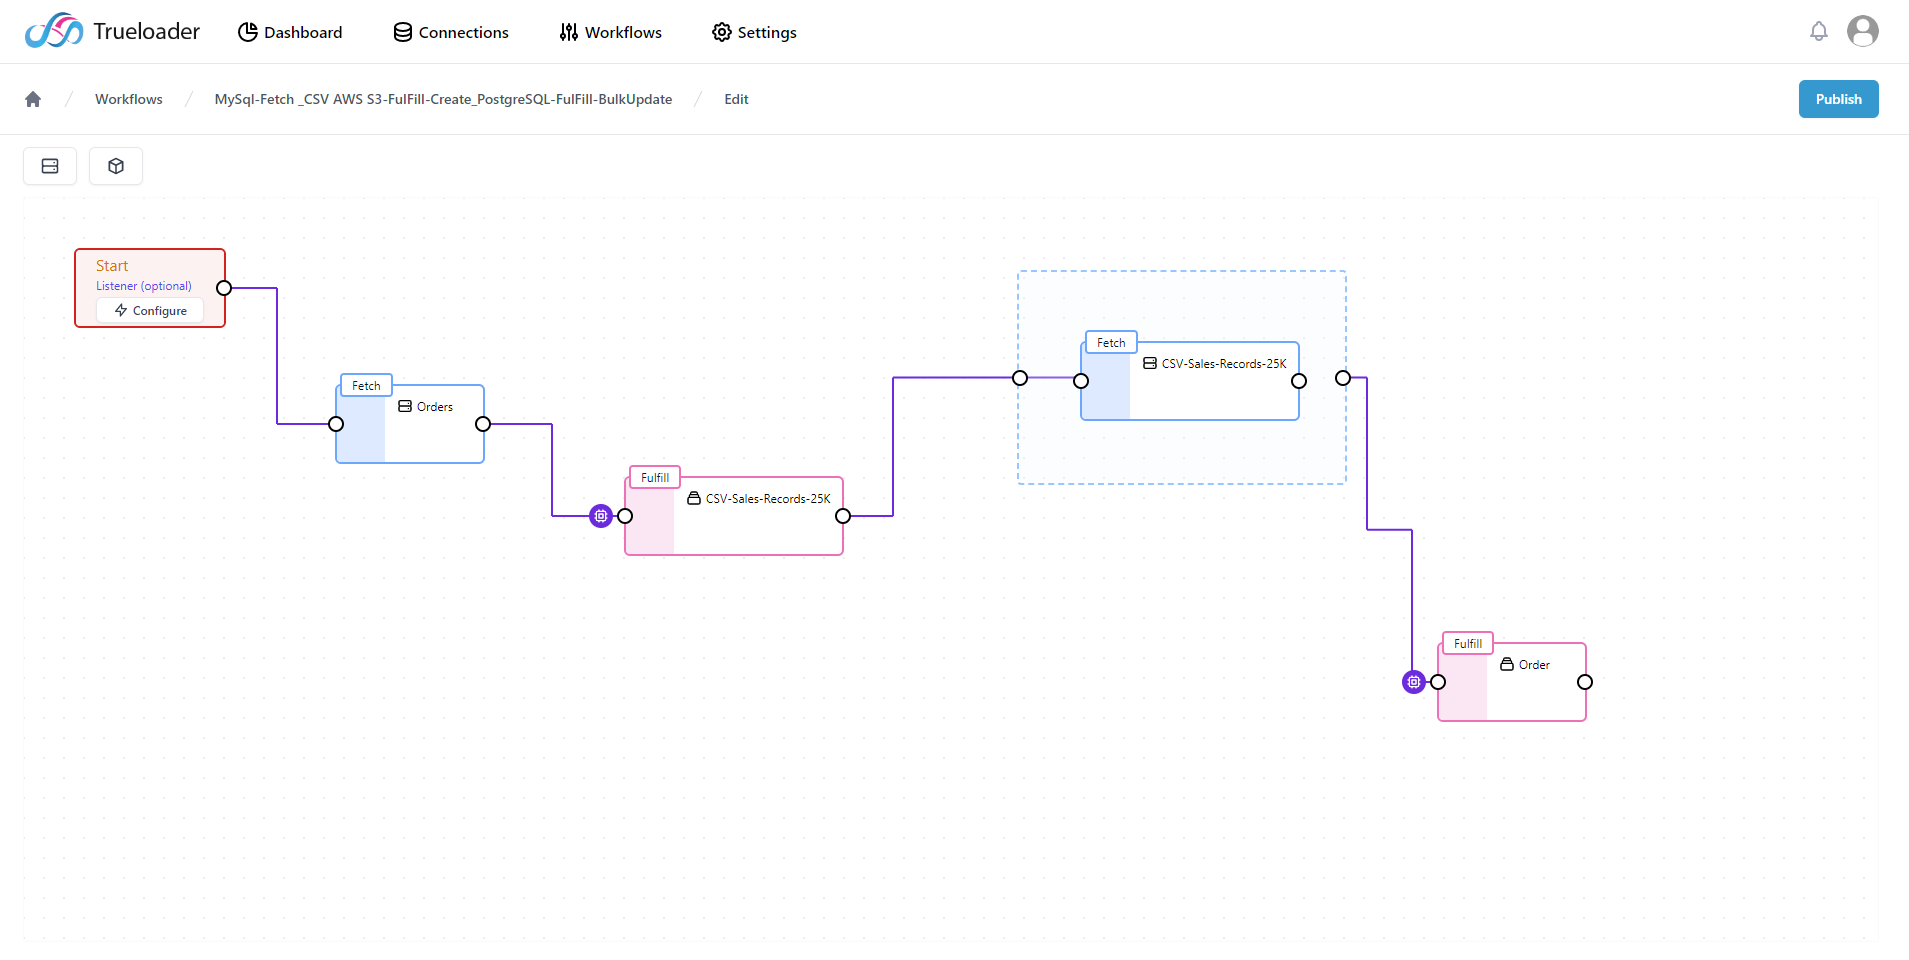 Trueloader
Dashboard
Connections
Workflows
Settings
Workflows / MySql-Fetch _CSV AWS S3-FulFill-Create_PostgreSQL-FulFill-BulkUpdate / Edit
Publish
Start
Listener (optional)
Configure
Fetch
Orders
Fulfill
CSV-Sales-Records-25K
Fetch
CSV-Sales-Records-25K
Fulfill
Order